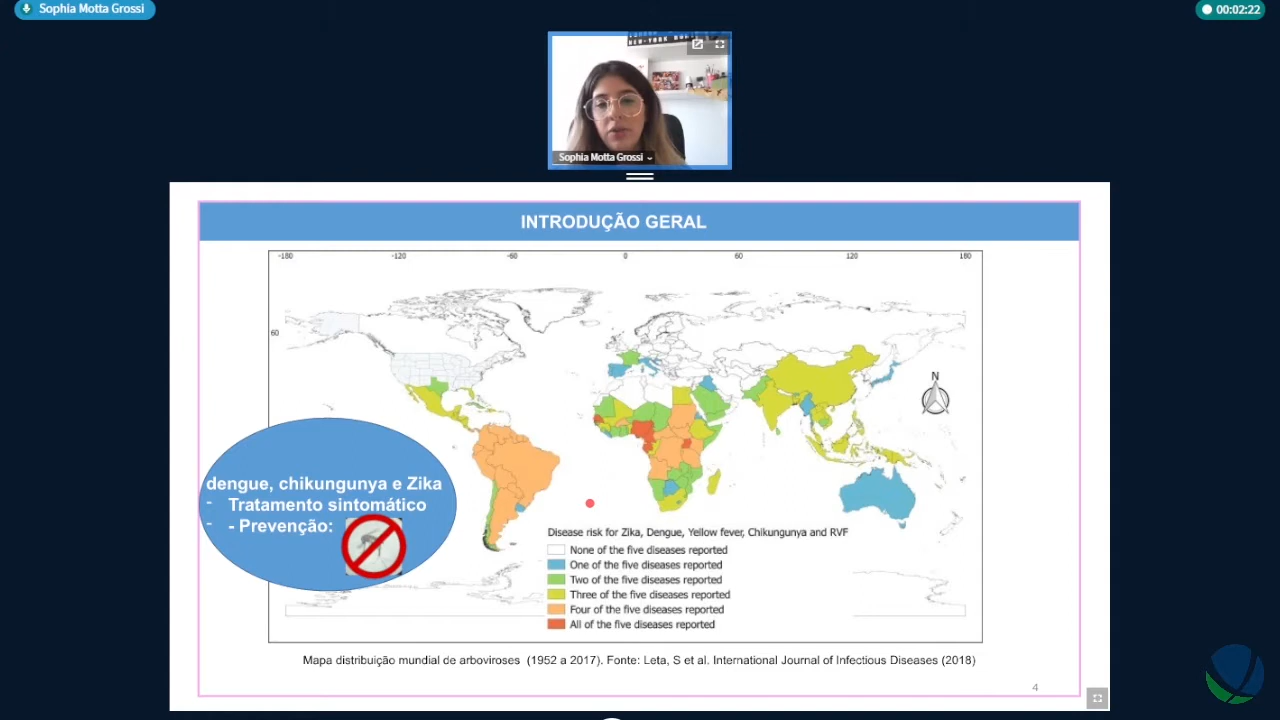 Sophia Motta Grossi
00:02:22
Sophia Motta Grossi
INTRODUÇÃO GERAL
-180 -120 -60 0 60 120 180
60
N
dengue, chikungunya e Zika
- Tratamento sintomático
- - Prevenção:
Disease risk for Zika, Dengue, Yellow fever, Chikungunya and RVF
None of the five diseases reported
One of the five diseases reported
Two of the five diseases reported
Three of the five diseases reported
Four of the five diseases reported
All of the five diseases reported
Mapa distribuição mundial de arboviroses (1952 a 2017). Fonte: Leta, S et al. International Journal of Infectious Diseases (2018)
4